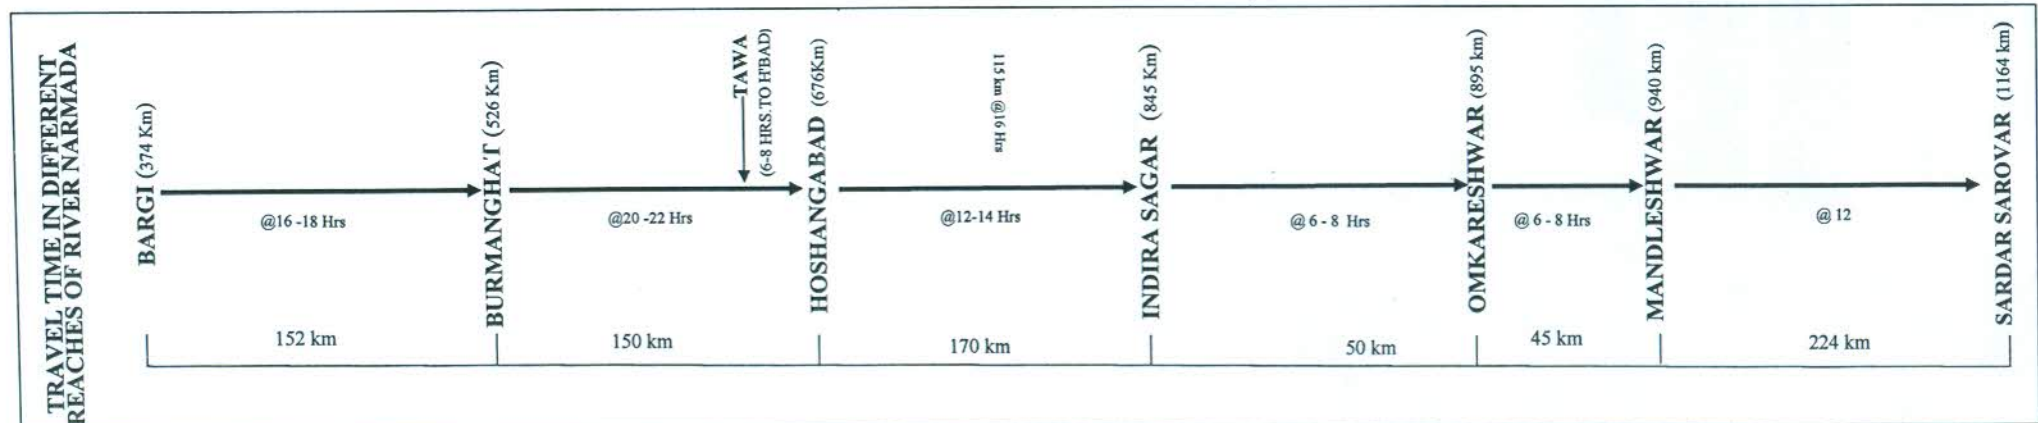 TRAVEL TIME IN DIFFERENT
REACHES OF RIVER NARMADA
BARGI (374 Km)
@16 -18 Hrs
BURMANGHAT (526 Km)
@20 -22 Hrs
TAWA
(6-8 HRS. TO H'BAD)
HOSHANGABAD (676Km)
115 km @16 Hrs
@12-14 Hrs
INDIRA SAGAR (845 Km)
@ 6 - 8 Hrs
OMKARESHWAR (895 km)
@ 6 - 8 Hrs
MANDLESHWAR (940 km)
@ 12
SARDAR SAROVAR (1164 km)
152 km
150 km
170 km
50 km
45 km
224 km